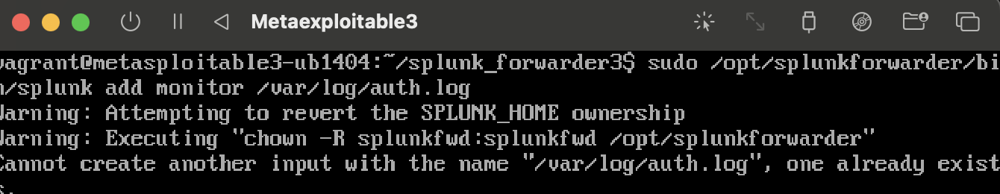 Metaexploitable3
vagrant@metasploitable3-ub1404:~/splunk_forwarder3$ sudo /opt/splunkforwarder/bi
n/splunk add monitor /var/log/auth.log
Warning: Attempting to revert the SPLUNK_HOME ownership
Warning: Executing "chown -R splunkfwd:splunkfwd /opt/splunkforwarder"
Cannot create another input with the name "/var/log/auth.log", one already exist
s.